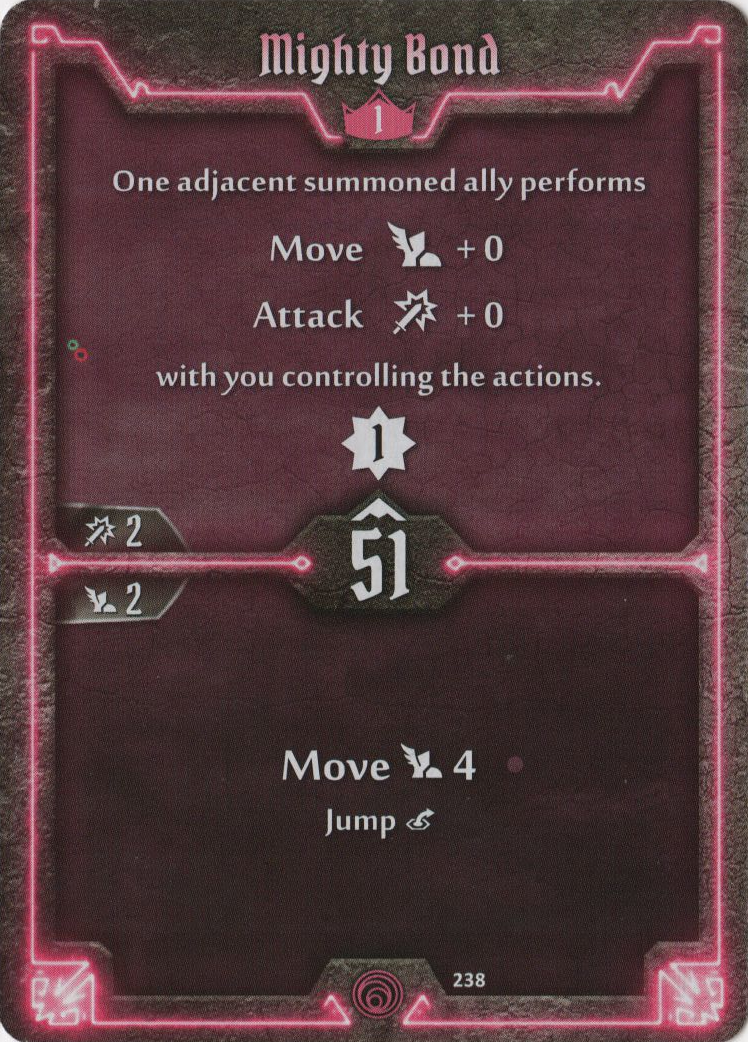 Mighty Bond
1
One adjacent summoned ally performs
Move + 0
Attack + 0
with you controlling the actions.
1
2
51
2
Move 4
Jump
238